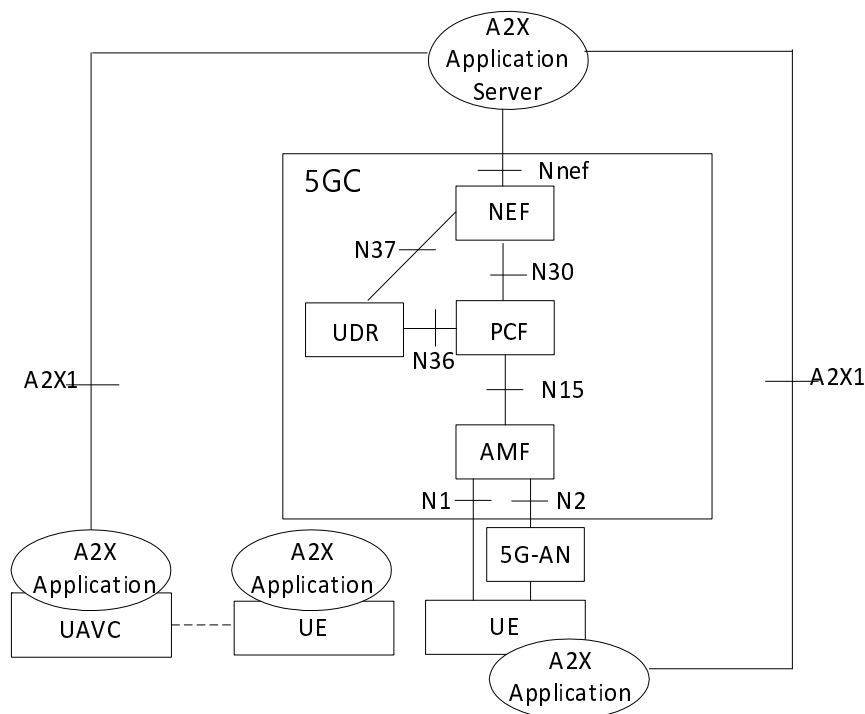 A2X
Application
Server
5GC
Nnef
NEF
N37
N30
UDR
PCF
N36
A2X1
A2X1
N15
AMF
N1
N2
A2X
Application
A2X
Application
5G-AN
UAVC
UE
UE
A2X
Application